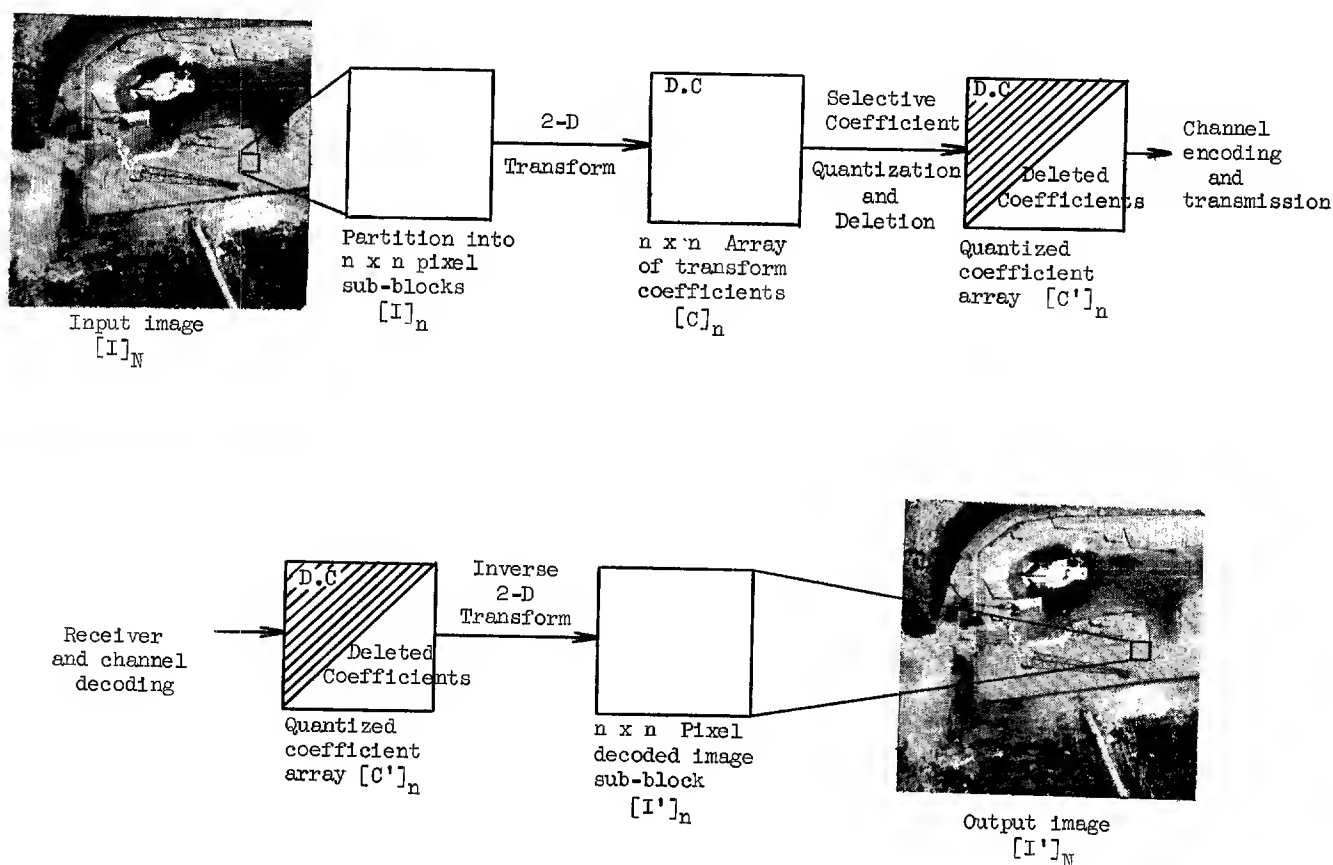 Input image
[I]N
Partition into
n x n pixel
sub-blocks
[I]n
2-D
Transform
D.C
n x n Array
of transform
coefficients
[C]n
Selective
Coefficient
Quantization
and
Deletion
D.C
Deleted
Coefficients
Quantized
coefficient
array [C']n
Channel
encoding
and
transmission
Receiver
and channel
decoding
D.C
Deleted
Coefficients
Quantized
coefficient
array [C']n
Inverse
2-D
Transform
n x n Pixel
decoded image
sub-block
[I']n
Output image
[I']N